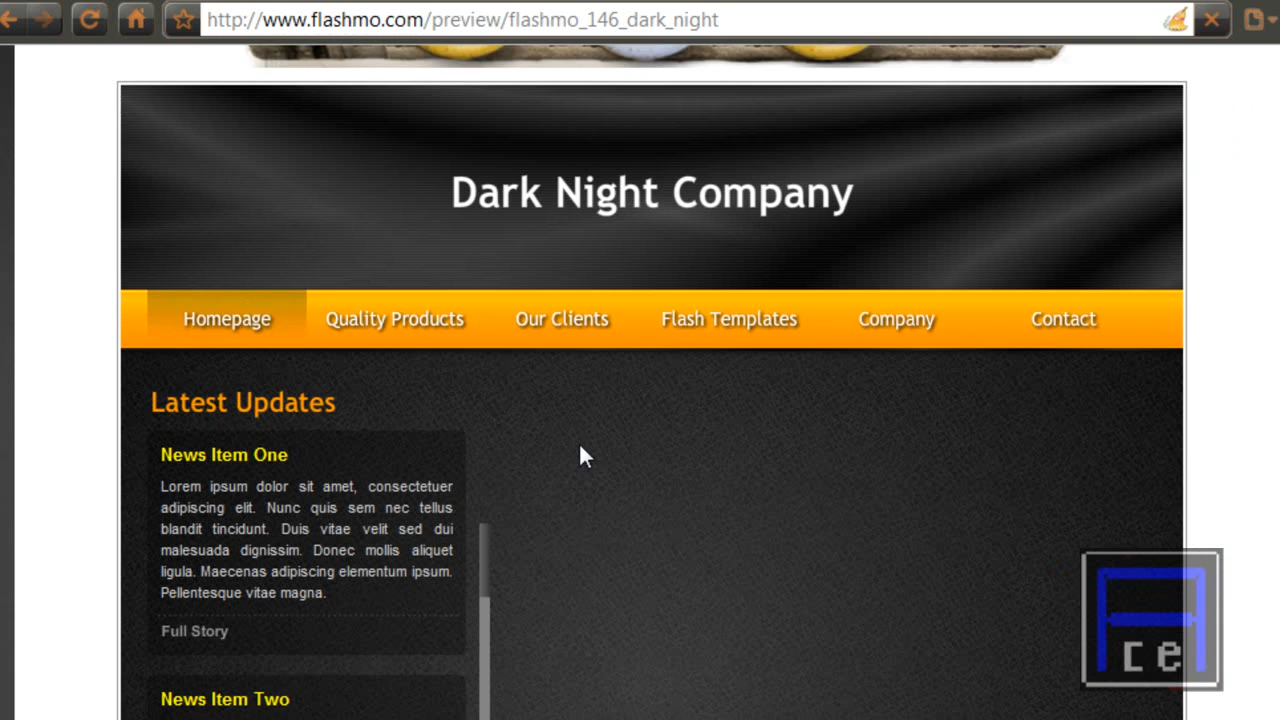 http://www.flashmo.com/preview/flashmo_146_dark_night
Dark Night Company
Homepage Quality Products Our Clients Flash Templates Company Contact
Latest Updates
News Item One
Lorem ipsum dolor sit amet, consectetuer
adipiscing elit. Nunc quis sem nec tellus
blandit tincidunt. Duis vitae velit sed dui
malesuada dignissim. Donec mollis aliquet
ligula. Maecenas adipiscing elementum ipsum.
Pellentesque vitae magna.
Full Story
News Item Two
A
ce